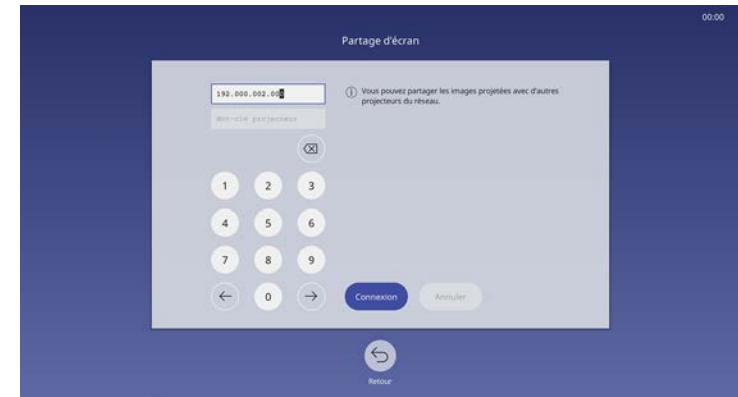 00:00
Partage d'écran
192.000.002.000
Mot-clé projecteur
Vous pouvez partager les images projetées avec d'autres
projecteurs du réseau.
1 2 3
4 5 6
7 8 9
0
Connexion
Annuler
Retour